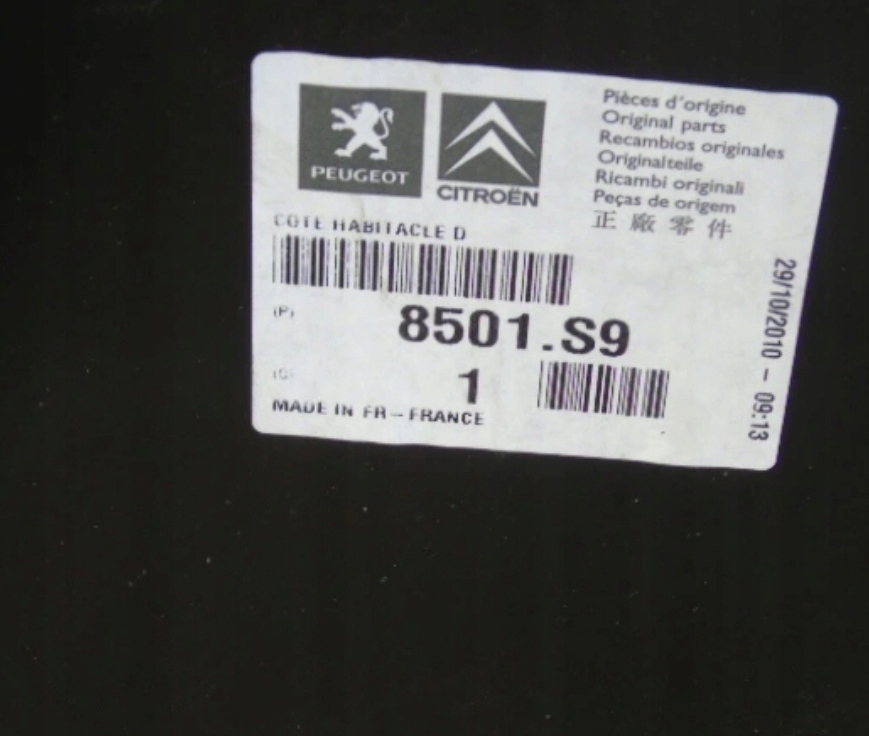 PEUGEOT
CITROËN
Pièces d'origine
Original parts
Recambios originales
Originalteile
Ricambi originali
Peças de origem
正廠零件
COTE HABITACLE D
(P)
8501.S9
(Q)
1
MADE IN FR – FRANCE
29/10/2010 – 09:13